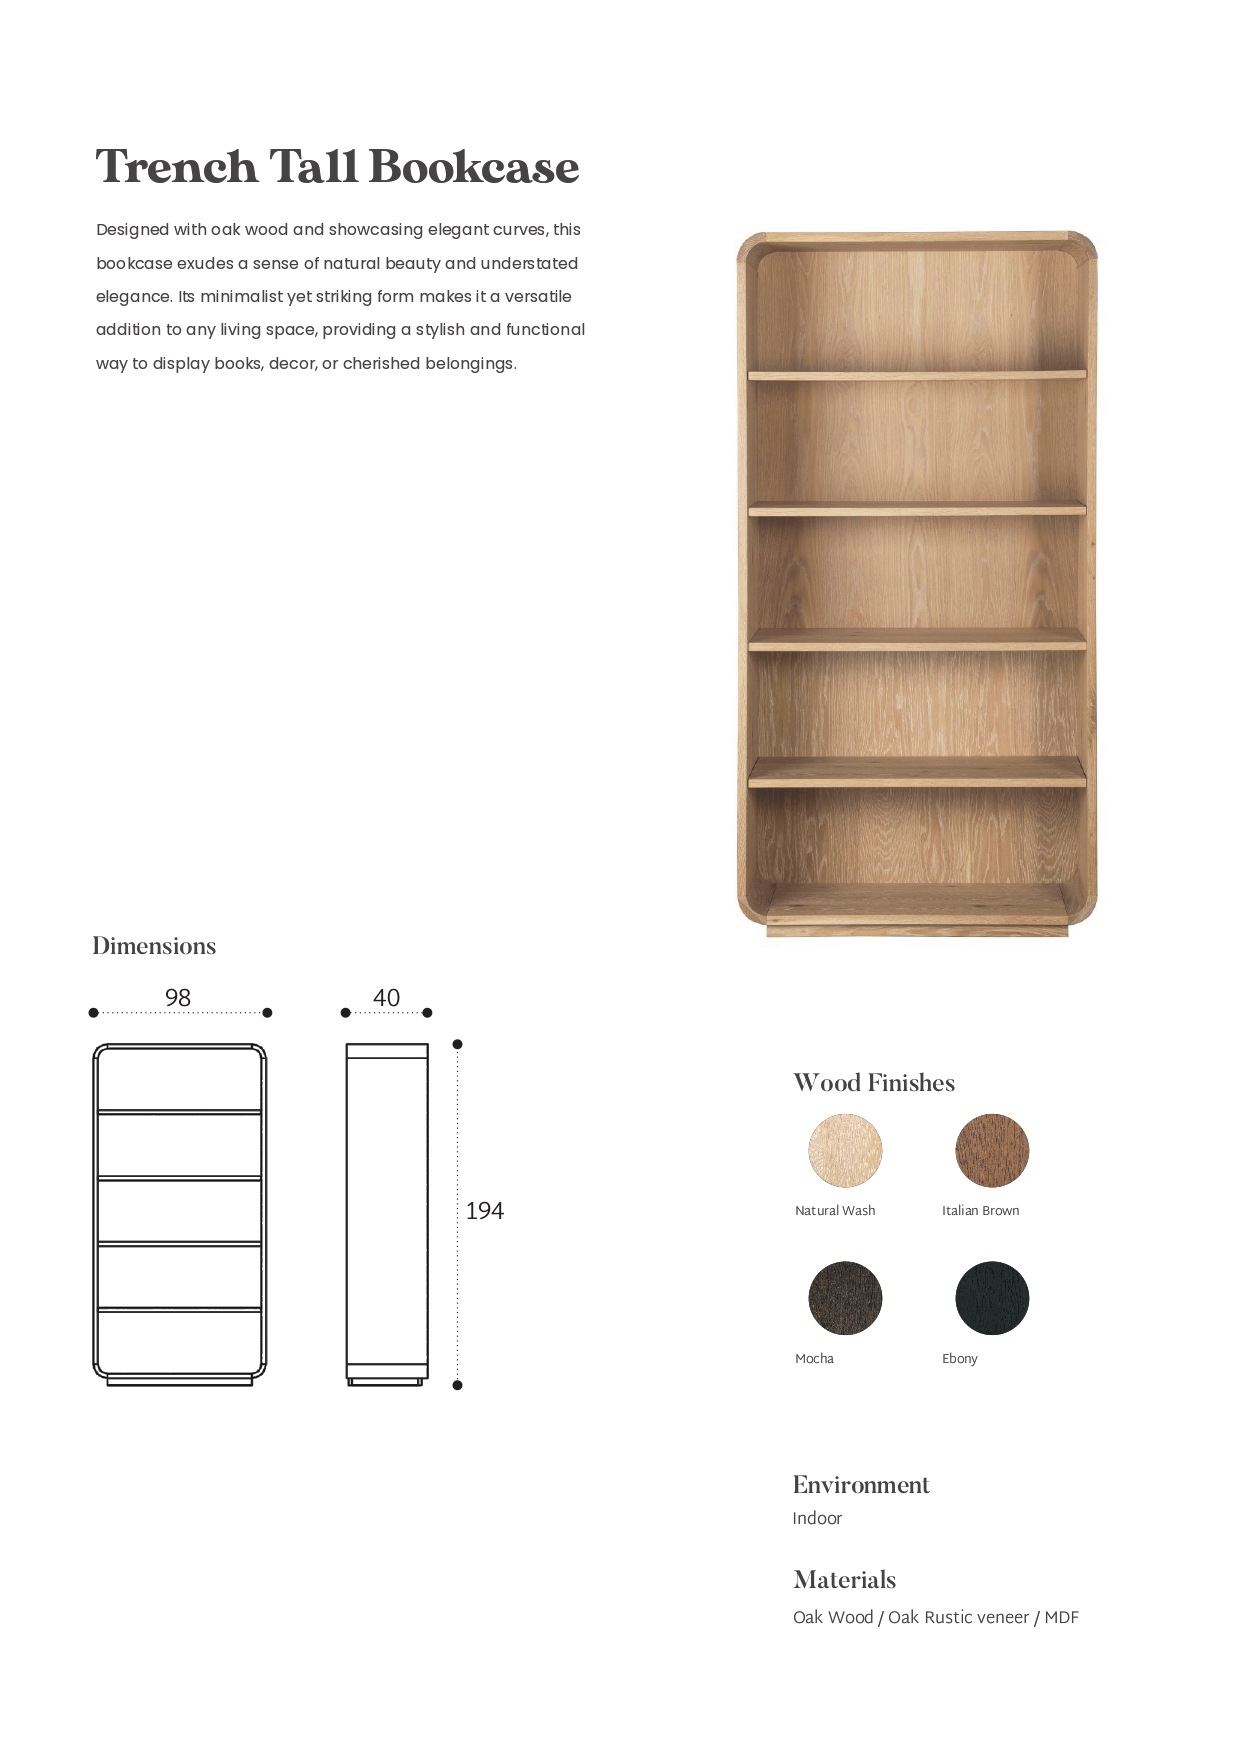 Trench Tall Bookcase
Designed with oak wood and showcasing elegant curves, this
bookcase exudes a sense of natural beauty and understated
elegance. Its minimalist yet striking form makes it a versatile
addition to any living space, providing a stylish and functional
way to display books, decor, or cherished belongings.
Dimensions
98
40
194
Wood Finishes
Natural Wash
Italian Brown
Mocha
Ebony
Environment
Indoor
Materials
Oak Wood / Oak Rustic veneer / MDF